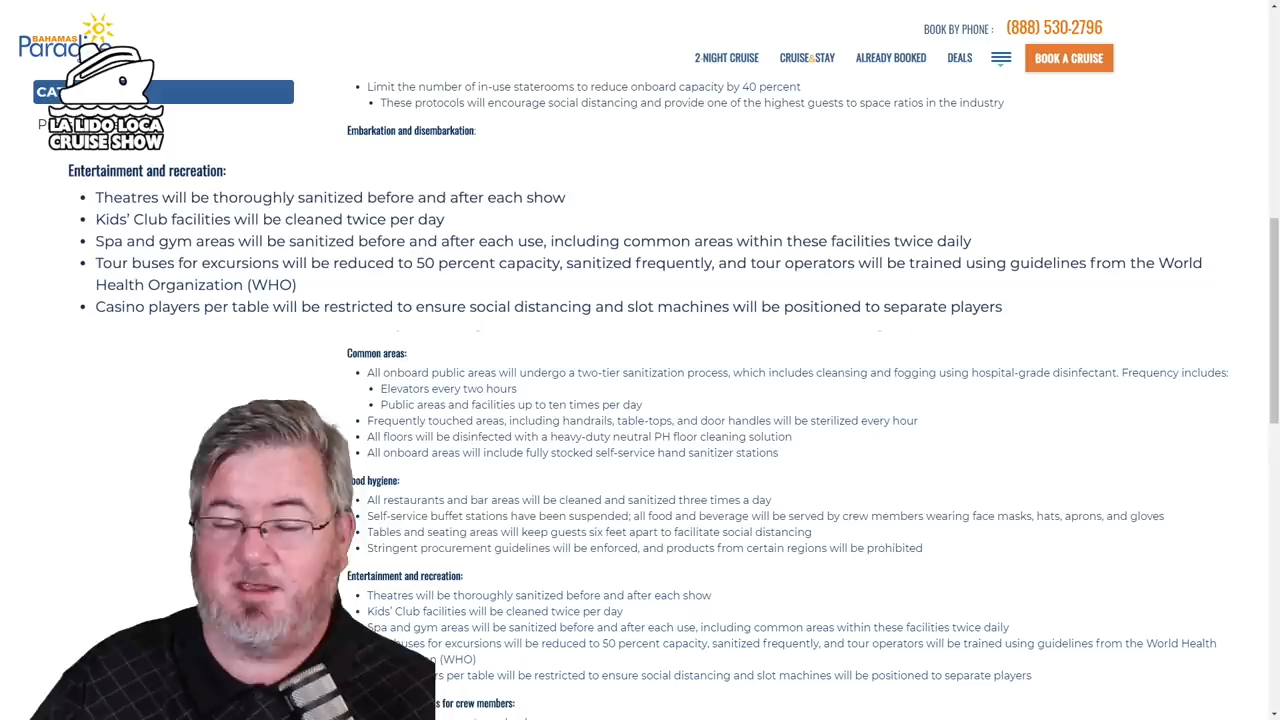 BAHAMAS
BOOK BY PHONE : (888) 530-2796
2-NIGHT CRUISE CRUISE&STAY ALREADY BOOKED DEALS BOOK A CRUISE
LA LIDO LOCA
CRUISE SHOW
Limit the number of in-use staterooms to reduce onboard capacity by 40 percent
These protocols will encourage social distancing and provide one of the highest guests to space ratios in the industry
Embarkation and disembarkation:
Entertainment and recreation:
Theatres will be thoroughly sanitized before and after each show
Kids’ Club facilities will be cleaned twice per day
Spa and gym areas will be sanitized before and after each use, including common areas within these facilities twice daily
Tour buses for excursions will be reduced to 50 percent capacity, sanitized frequently, and tour operators will be trained using guidelines from the World
Health Organization (WHO)
Casino players per table will be restricted to ensure social distancing and slot machines will be positioned to separate players
Common areas:
All onboard public areas will undergo a two-tier sanitization process, which includes cleansing and fogging using hospital-grade disinfectant. Frequency includes:
Elevators every two hours
Public areas and facilities up to ten times per day
Frequently touched areas, including handrails, table-tops, and door handles will be sterilized every hour
All floors will be disinfected with a heavy-duty neutral PH floor cleaning solution
All onboard areas will include fully stocked self-service hand sanitizer stations
ood hygiene:
All restaurants and bar areas will be cleaned and sanitized three times a day
Self-service buffet stations have been suspended; all food and beverage will be served by crew members wearing face masks, hats, aprons, and gloves
Tables and seating areas will keep guests six feet apart to facilitate social distancing
Stringent procurement guidelines will be enforced, and products from certain regions will be prohibited
Entertainment and recreation:
Theatres will be thoroughly sanitized before and after each show
Kids’ Club facilities will be cleaned twice per day
Spa and gym areas will be sanitized before and after each use, including common areas within these facilities twice daily
buses for excursions will be reduced to 50 percent capacity, sanitized frequently, and tour operators will be trained using guidelines from the World Health
(WHO)
per table will be restricted to ensure social distancing and slot machines will be positioned to separate players
for crew members: